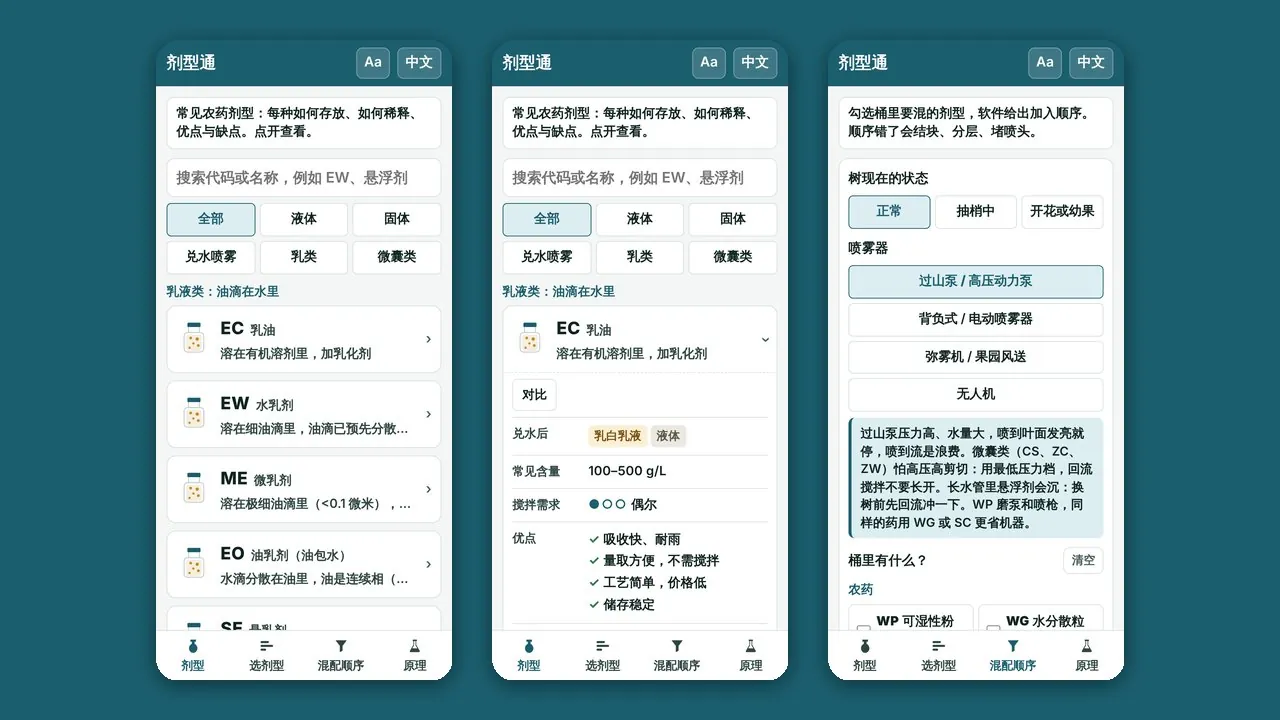 剂型通
Aa
中文
常见农药剂型：每种如何存放、如何稀释、
优点与缺点。点开查看。
搜索代码或名称，例如 EW、悬浮剂
全部
液体
固体
兑水喷雾
乳类
微囊类
乳液类：油滴在水里
EC 乳油
溶在有机溶剂里，加乳化剂
EW 水乳剂
溶在细油滴里，油滴已预先分散...
ME 微乳剂
溶在极细油滴里（<0.1 微米），...
EO 油乳剂（油包水）
水滴分散在油里，油是连续相（...
SE 悬乳剂
剂型
选剂型
混配顺序
原理
剂型通
Aa
中文
常见农药剂型：每种如何存放、如何稀释、
优点与缺点。点开查看。
搜索代码或名称，例如 EW、悬浮剂
全部
液体
固体
兑水喷雾
乳类
微囊类
乳液类：油滴在水里
EC 乳油
溶在有机溶剂里，加乳化剂
对比
兑水后
乳白乳液
液体
常见含量
100–500 g/L
搅拌需求
偶尔
优点
✓ 吸收快、耐雨
✓ 量取方便，不需搅拌
✓ 工艺简单，价格低
✓ 储存稳定
剂型
选剂型
混配顺序
原理
剂型通
Aa
中文
勾选桶里要混的剂型，软件给出加入顺序。
顺序错了会结块、分层、堵喷头。
树现在的状态
正常
抽梢中
开花或幼果
喷雾器
过山泵 / 高压动力泵
背负式 / 电动喷雾器
弥雾机 / 果园风送
无人机
过山泵压力高、水量大，喷到叶面发亮就
停，喷到流是浪费。微囊类（CS、ZC、
ZW）怕高压高剪切：用最低压力档，回流
搅拌不要长开。长水管里悬浮剂会沉：换
树前先回流冲一下。WP 磨泵和喷枪，同
样的药用 WG 或 SC 更省机器。
桶里有什么？
清空
农药
WP 可湿性粉
WG 水分散粒
剂型
选剂型
混配顺序
原理